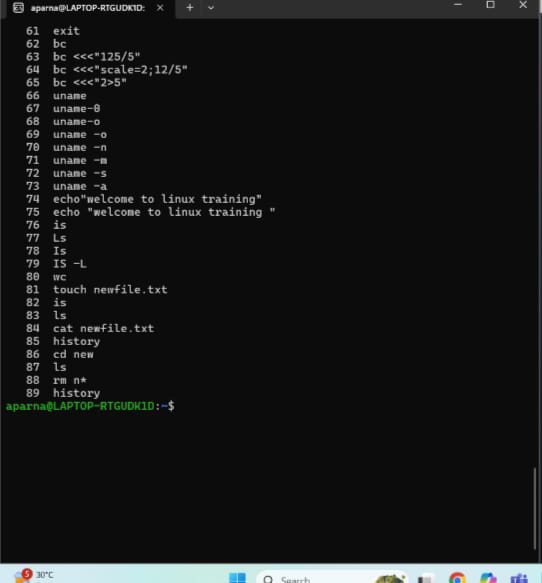 aparna@LAPTOP-RTGUDK1D:
61 exit
62 bc
63 bc <<<"125/5"
64 bc <<<"scale=2;12/5"
65 bc <<<"2>5"
66 uname
67 uname-0
68 uname-o
69 uname -o
70 uname -n
71 uname -m
72 uname -s
73 uname -a
74 echo"welcome to linux training"
75 echo "welcome to linux training "
76 is
77 Ls
78 Is
79 IS -L
80 wc
81 touch newfile.txt
82 is
83 ls
84 cat newfile.txt
85 history
86 cd new
87 ls
88 rm n*
89 history
aparna@LAPTOP-RTGUDK1D:~$
5
30°C
Search